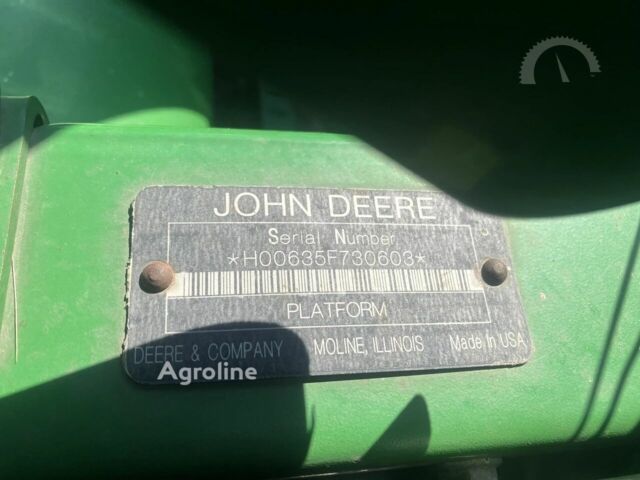 JOHN DEERE
Serial Number
*H00635F730603*
PLATFORM
DEERE & COMPANY MOLINE, ILLINOIS Made In USA
Agroline